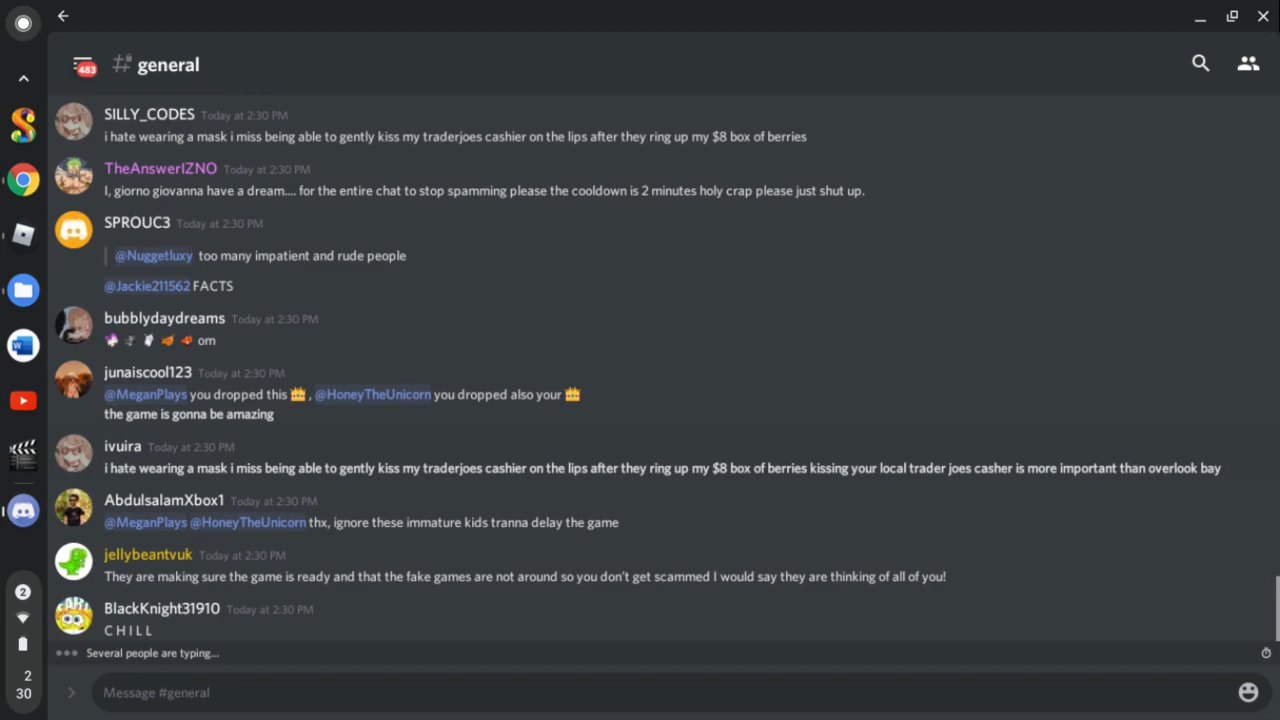 483
# general
SILLY_CODES Today at 2:30 PM
i hate wearing a mask i miss being able to gently kiss my traderjoes cashier on the lips after they ring up my $8 box of berries
TheAnswerIZNO Today at 2:30 PM
I, giorno giovanna have a dream.... for the entire chat to stop spamming please the cooldown is 2 minutes holy crap please just shut up.
SPROUC3 Today at 2:30 PM
@Nuggetluxy too many impatient and rude people
@Jackie211562 FACTS
bubblydaydreams Today at 2:30 PM
om
junaiscool123 Today at 2:30 PM
@MeganPlays you dropped this 👑 , @HoneyTheUnicorn you dropped also your 👑
the game is gonna be amazing
ivuira Today at 2:30 PM
i hate wearing a mask i miss being able to gently kiss my traderjoes cashier on the lips after they ring up my $8 box of berries kissing your local trader joes casher is more important than overlook bay
AbdulsalamXbox1 Today at 2:30 PM
@MeganPlays @HoneyTheUnicorn thx, ignore these immature kids tranna delay the game
jellybeantvuk Today at 2:30 PM
They are making sure the game is ready and that the fake games are not around so you don't get scammed I would say they are thinking of all of you!
BlackKnight31910 Today at 2:30 PM
C H I L L
Several people are typing...
Message #general
2
2
30